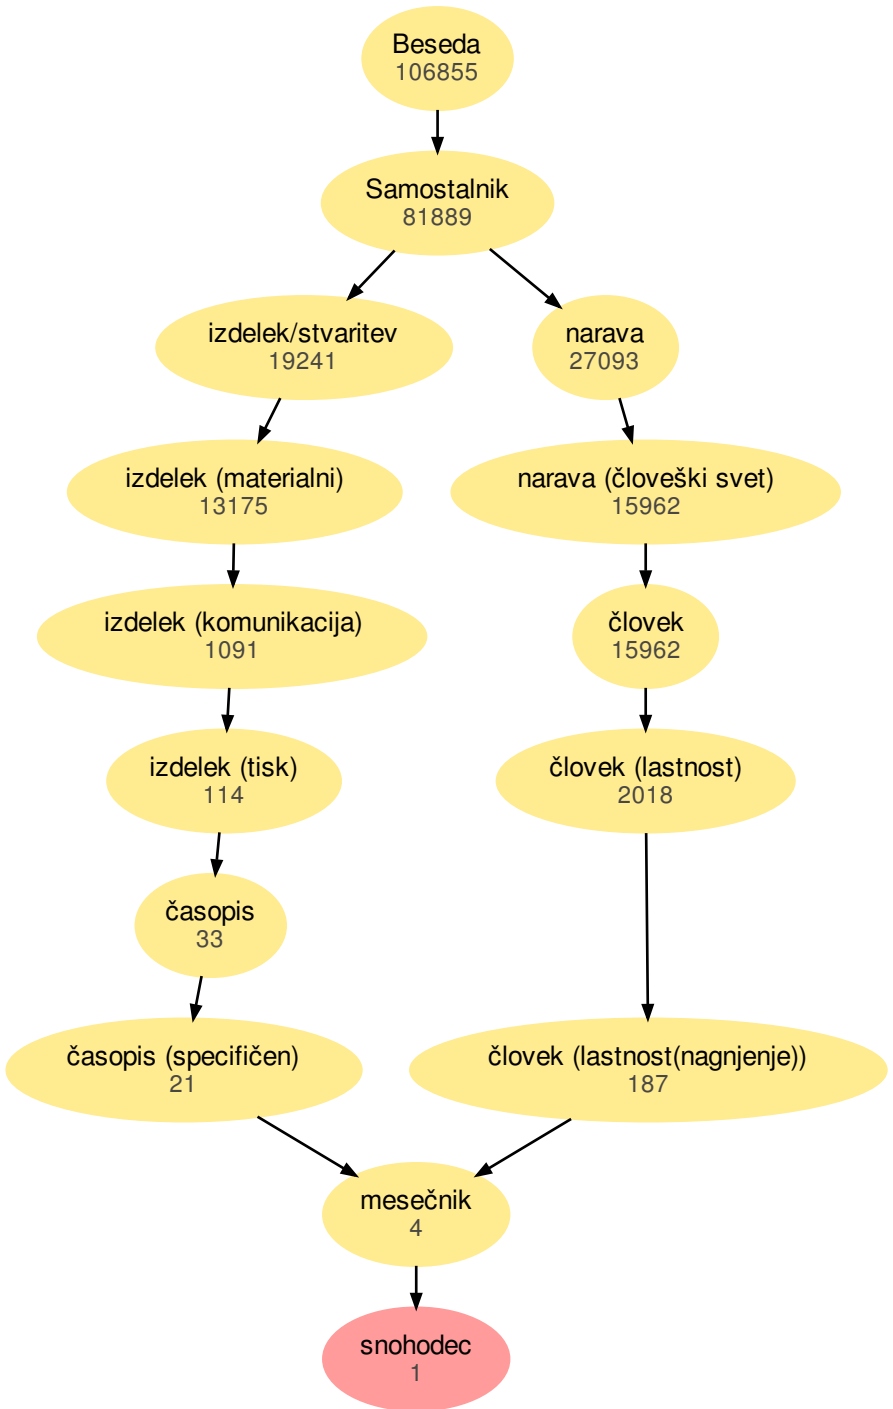 Beseda
106855
Samostalnik
81889
izdelek/stvaritev
19241
narava
27093
izdelek (materialni)
13175
narava (človeški svet)
15962
izdelek (komunikacija)
1091
človek
15962
izdelek (tisk)
114
človek (lastnost)
2018
časopis
33
časopis (specifičen)
21
človek (lastnost(nagnjenje))
187
mesečnik
4
snohodec
1